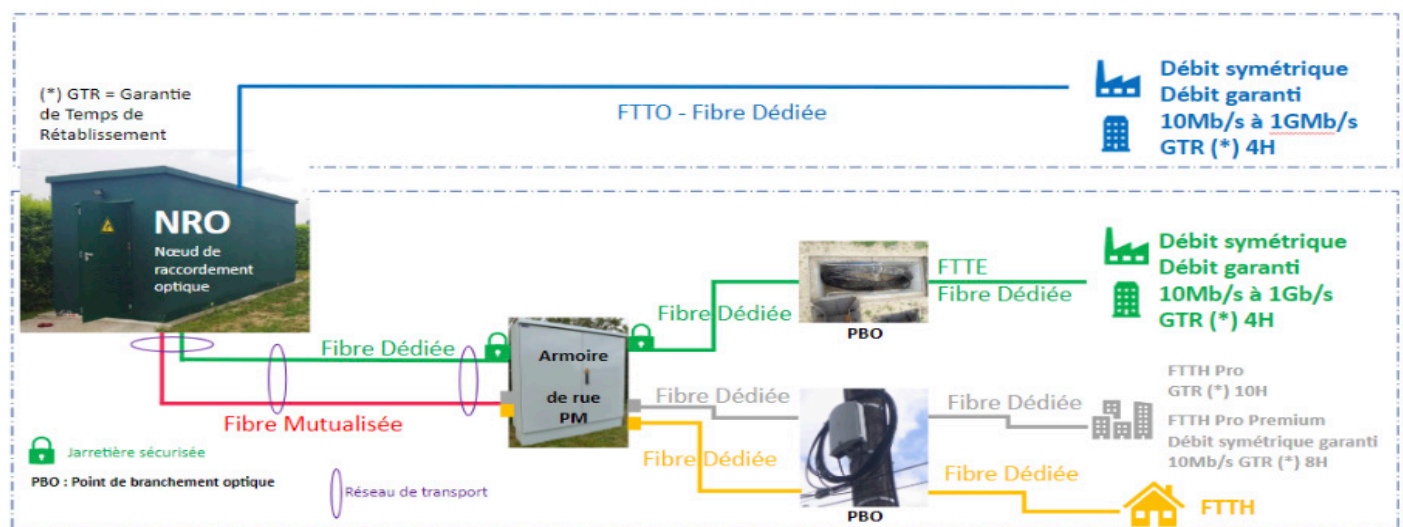 (*) GTR = Garantie
de Temps de
Rétablissement
FTTO - Fibre Dédiée
Débit symétrique
Débit garanti
10Mb/s à 1GMb/s
GTR (*) 4H
NRO
Nœud de
raccordement
optique
Fibre Dédiée
Fibre Mutualisée
Armoire
de rue
PM
Fibre Dédiée
PBO
FTTE
Fibre Dédiée
Débit symétrique
Débit garanti
10Mb/s à 1Gb/s
GTR (*) 4H
Fibre Dédiée
Fibre Dédiée
FTTH Pro
GTR (*) 10H
FTTH Pro Premium
Débit symétrique garanti
10Mb/s GTR (*) 8H
Fibre Dédiée
PBO
Fibre Dédiée
FTTH
Jarretière sécurisée
PBO : Point de branchement optique
Réseau de transport